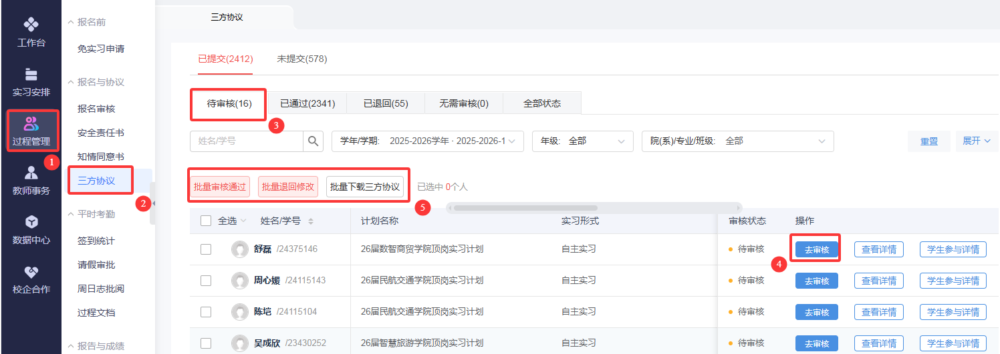 工作台
实习安排
过程管理
1
教师事务
数据中心
校企合作
报名前
免实习申请
报名与协议
报名审核
安全责任书
知情同意书
三方协议
2
平时考勤
签到统计
请假审批
周日志批阅
过程文档
报告与成绩
三方协议
已提交(2412) 未提交(578)
待审核(16) 已通过(2341) 已退回(55) 无需审核(0) 全部状态
3
姓名/学号 学年/学期: 2025-2026学年 · 2025-2026-1 年级: 全部 院(系)/专业/班级: 全部 重置 展开
批量审核通过 批量退回修改 批量下载三方协议 已选中 0个人
5
全选 姓名/学号 计划名称 实习形式 审核状态 操作
舒磊 /24375146 26届数智商贸学院顶岗实习计划 自主实习 待审核 去审核 查看详情 学生参与详情
4
周心媛 /24115143 26届民航交通学院顶岗实习计划 自主实习 待审核 去审核 查看详情 学生参与详情
陈培 /24115104 26届民航交通学院顶岗实习计划 自主实习 待审核 去审核 查看详情 学生参与详情
吴成欣 /23430252 26届智慧旅游学院顶岗实习计划 自主实习 待审核 去审核 查看详情 学生参与详情